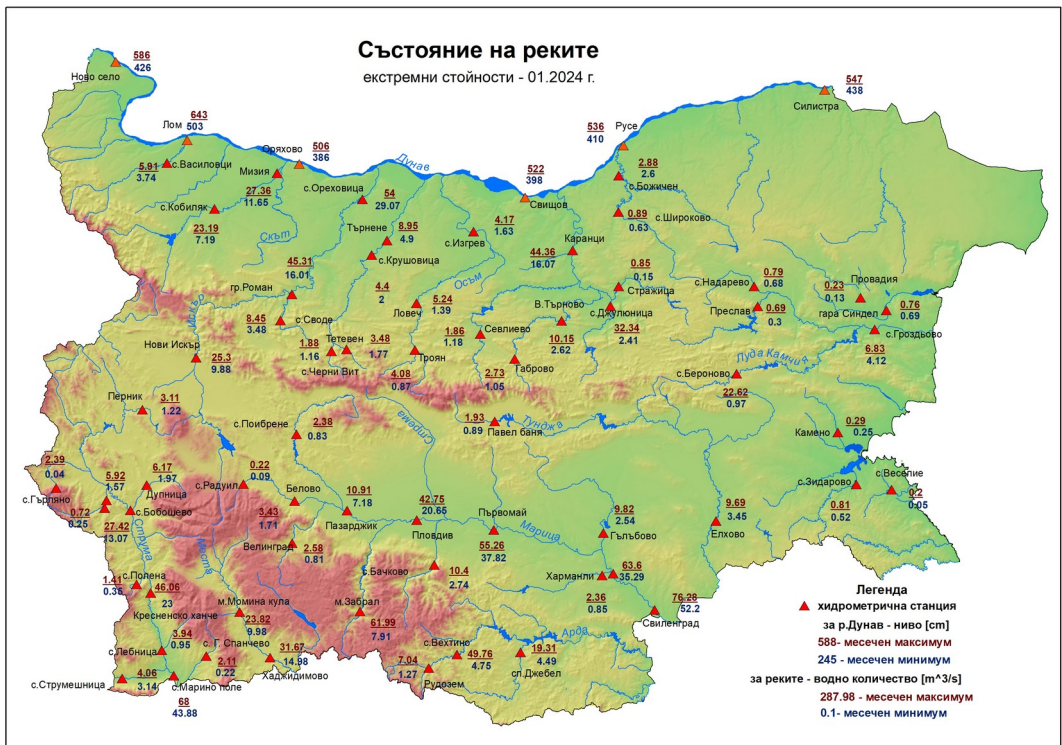 Състояние на реките
екстремни стойности - 01.2024 г.
586
426
Ново село
547
438
Силистра
643
503
Лом
536
410
Русе
506
386
Оряхово
Дунав
522
398
Свищов
5.91
3.74
с.Василовци
Мизия
27.36
11.65
с.Ореховица
54
29.07
2.88
2.6
с.Божичен
с.Кобиляк
23.19
7.19
Скът
Търнене
8.95
4.9
с.Изгрев
4.17
1.63
0.89
0.63
с.Широково
с.Крушовица
4.4
2
44.36
16.07
Каранци
45.31
16.01
гр.Роман
Осъм
0.85
0.15
Стражица
с.Надарево
0.79
0.68
Провадия
0.23
0.13
Ловеч
5.24
1.39
В.Търново
с.Джулюница
32.34
2.41
Преслав
0.69
0.3
гара Синдел
0.76
0.69
с.Гроздьово
6.83
4.12
Искър
8.45
3.48
с.Своде
Севлиево
1.86
1.18
10.15
2.62
Нови Искър
25.3
9.88
1.88
1.16
Тетевен
3.48
1.77
с.Черни Вит
Троян
4.08
0.87
2.73
1.05
Габрово
Луда Камчия
с.Бероново
22.62
0.97
Перник
3.11
1.22
с.Поибрене
2.38
0.83
Стряма
1.93
0.89
Павел баня
Тунджа
Камено
0.29
0.25
2.39
0.04
с.Гърляно
5.92
1.57
6.17
1.97
Дупница
с.Радуил
0.22
0.09
Белово
с.Веселие
0.2
0.05
с.Зидарово
0.81
0.52
0.72
0.25
с.Бобошево
27.42
13.07
3.43
1.71
10.91
7.18
Пазарджик
42.75
20.65
Пловдив
Първомай
55.26
37.82
Марица
9.82
2.54
Гълъбово
9.69
3.45
Елхово
Струма
Места
Велинград
2.58
0.81
с.Бачково
10.4
2.74
Харманли
2.36
0.85
63.6
35.29
с.Полена
1.41
0.35
46.06
23
Кресненско ханче
м.Момина кула
23.82
9.98
м.Забрал
61.99
7.91
76.28
52.2
Свиленград
Арда
3.94
0.95
с.Лебница
с. Г. Спанчево
2.11
0.22
31.67
14.98
Хаджидимово
с.Вехтино
49.76
4.75
19.31
4.49
сп.Джебел
7.04
1.27
Рудозем
с.Струмешница
4.06
3.14
с.Марино поле
68
43.88
Легенда
хидрометрична станция
за р.Дунав - ниво [cm]
588- месечен максимум
245 - месечен минимум
за реките - водно количество [m^3/s]
287.98 - месечен максимум
0.1- месечен минимум